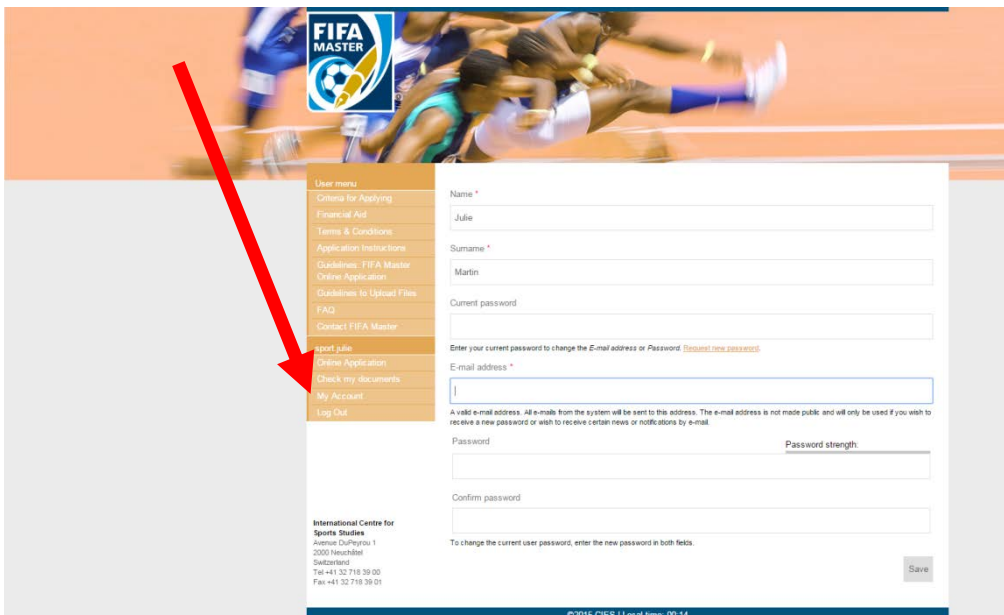 FIFA
MASTER
®
User menu
Criteria for Applying
Financial Aid
Terms & Conditions
Application Instructions
Guidelines: FIFA Master
Online Application
Guidelines to Upload Files
FAQ
Contact FIFA Master
sport julie
Online Application
Check my documents
My Account
Log Out
International Centre for
Sports Studies
Avenue DuPeyrou 1
2000 Neuchâtel
Switzerland
Tel +41 32 718 39 00
Fax +41 32 718 39 01
Name *
Julie
Surname *
Martin
Current password
Enter your current password to change the E-mail address or Password. Request new password.
E-mail address *
A valid e-mail address. All e-mails from the system will be sent to this address. The e-mail address is not made public and will only be used if you wish to
receive a new password or wish to receive certain news or notifications by e-mail.
Password
Password strength:
Confirm password
To change the current user password, enter the new password in both fields.
Save
©2015 CIES | Local time: 00:14